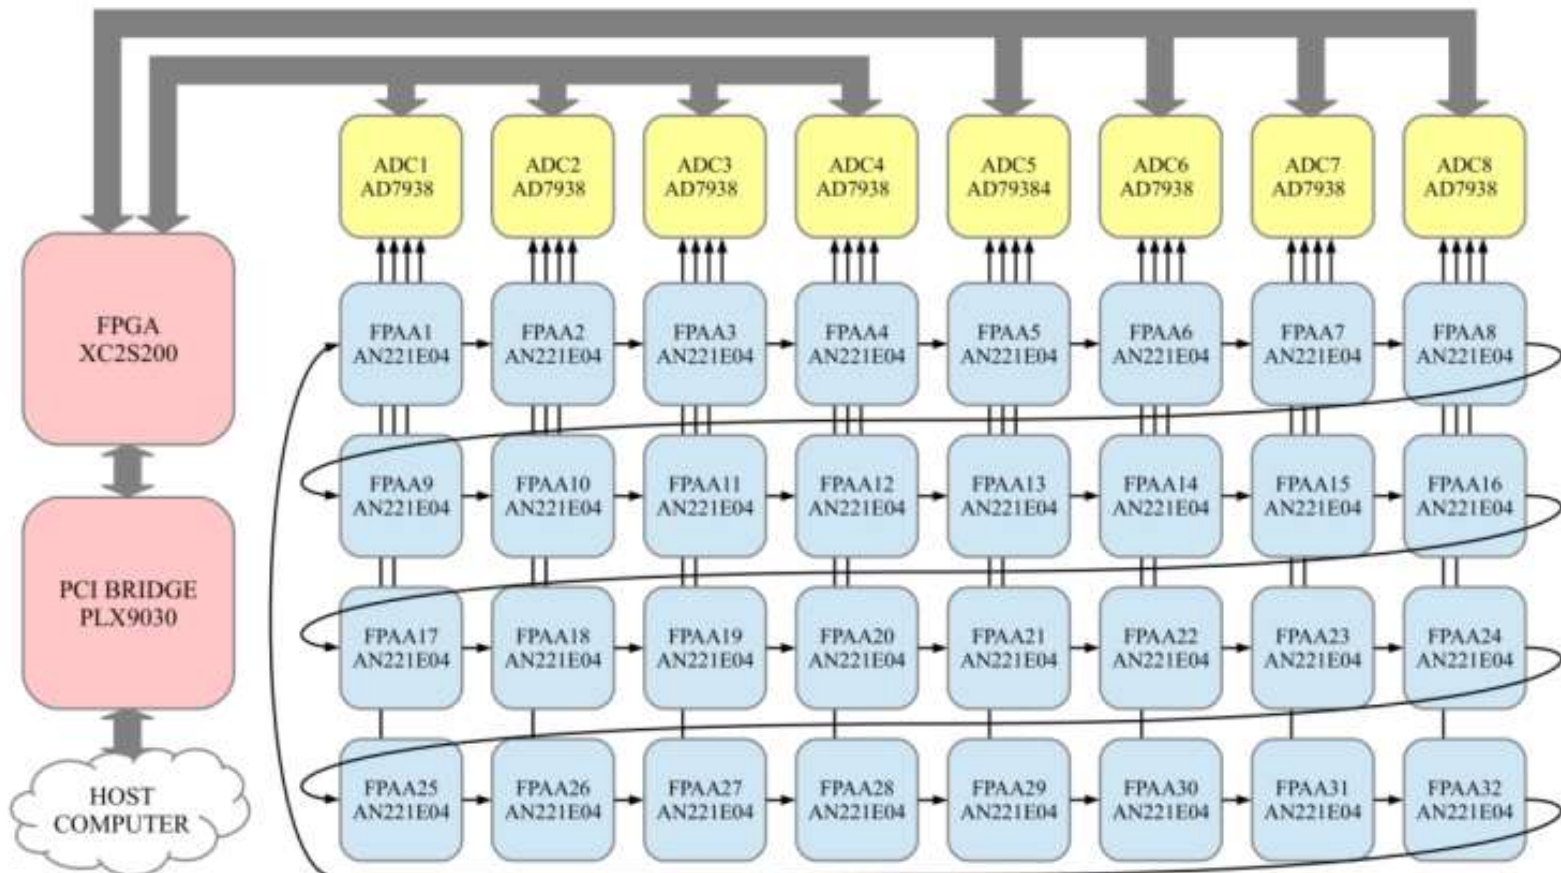 ADC1
AD7938
ADC2
AD7938
ADC3
AD7938
ADC4
AD7938
ADC5
AD79384
ADC6
AD7938
ADC7
AD7938
ADC8
AD7938
FPGA
XC2S200
FPAA1
AN221E04
FPAA2
AN221E04
FPAA3
AN221E04
FPAA4
AN221E04
FPAA5
AN221E04
FPAA6
AN221E04
FPAA7
AN221E04
FPAA8
AN221E04
FPAA9
AN221E04
FPAA10
AN221E04
FPAA11
AN221E04
FPAA12
AN221E04
FPAA13
AN221E04
FPAA14
AN221E04
FPAA15
AN221E04
FPAA16
AN221E04
PCI BRIDGE
PLX9030
FPAA17
AN221E04
FPAA18
AN221E04
FPAA19
AN221E04
FPAA20
AN221E04
FPAA21
AN221E04
FPAA22
AN221E04
FPAA23
AN221E04
FPAA24
AN221E04
HOST
COMPUTER
FPAA25
AN221E04
FPAA26
AN221E04
FPAA27
AN221E04
FPAA28
AN221E04
FPAA29
AN221E04
FPAA30
AN221E04
FPAA31
AN221E04
FPAA32
AN221E04